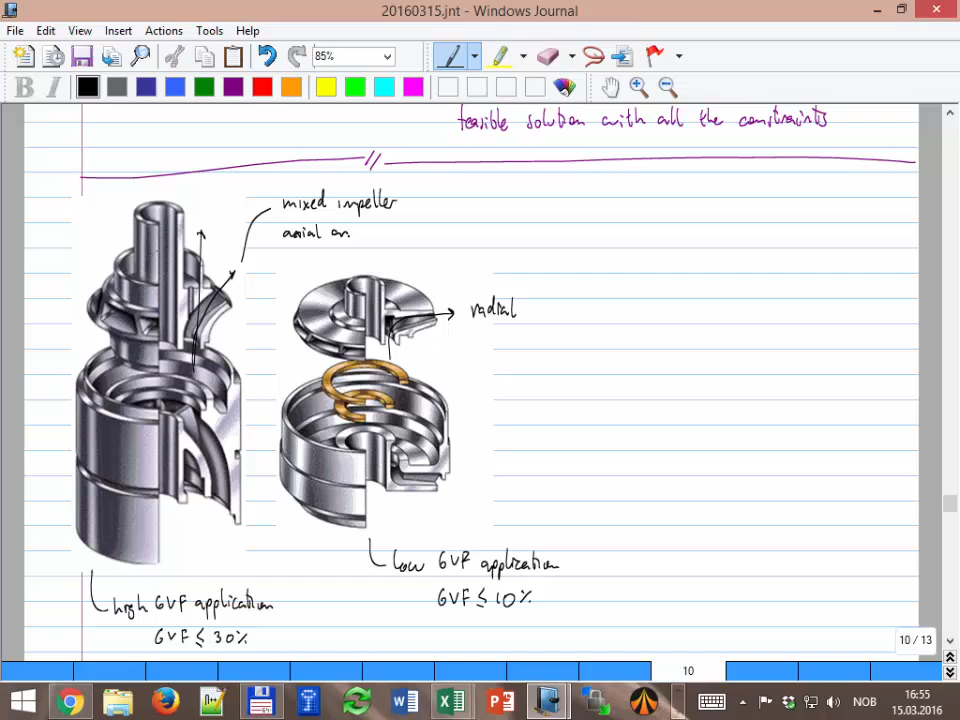 20160315.jnt - Windows Journal
File Edit View Insert Actions Tools Help
85%
B I
feasible solution with all the constraints
mixed impeller
axial an.
radial
low GVF application
GVF ≤ 10%
high GVF application
GVF ≤ 30%
10 / 13
10
NOB
16:55
15.03.2016